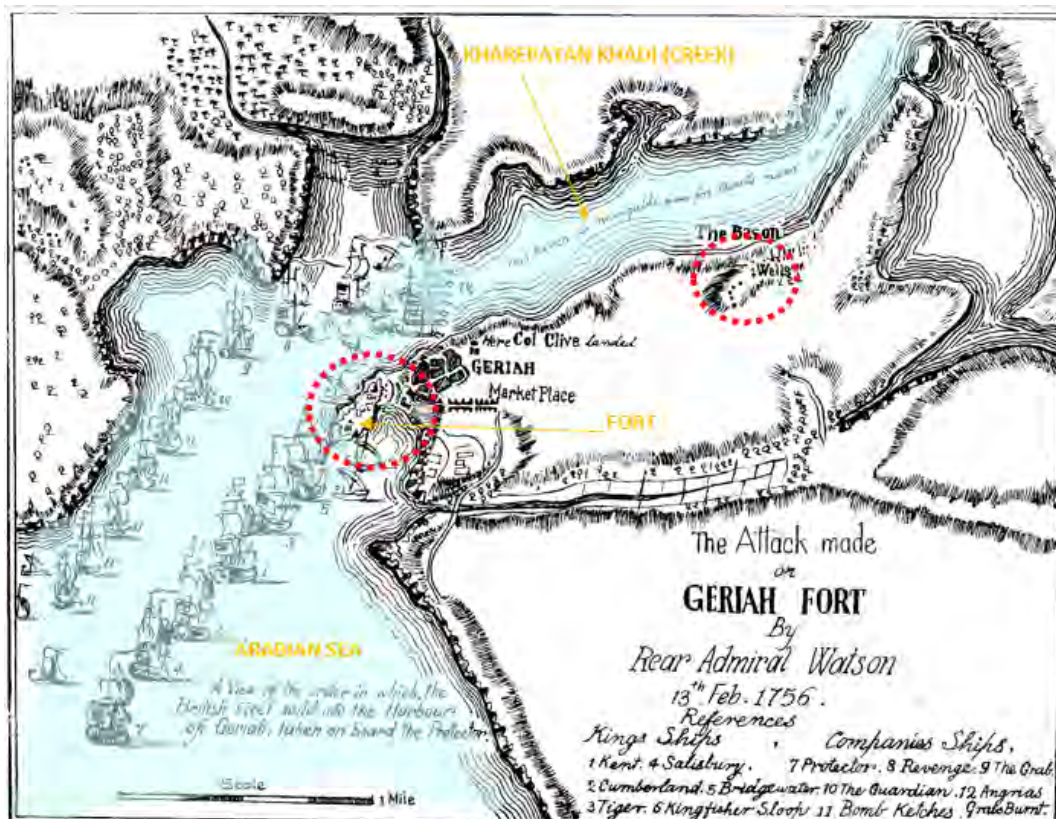 KHAREPATAN KHADI (CREEK)
The Bason
Wells
Here Col Clive Landed
GERIAH
Market Place
FORT
The Attack made
on
GERIAH FORT
By
Rear Admiral Watson
13th Feb. 1756.
References
ARABIAN SEA
A View of the order in which, the
British Fleet sail'd into the Harbour
of Geriah, taken on board the Protector.
Scale
1 Mile
Kings Ships, Companies Ships,
1 Kent. 4 Salisbury. 7 Protector. 8 Revenge. 9 The Grab.
2 Cumberland. 5 Bridgewater. 10 The Guardian. 12 Angrias
3 Tiger. 6 Kingfisher Sloop. 11 Bomb Ketches. Grabs Burnt.